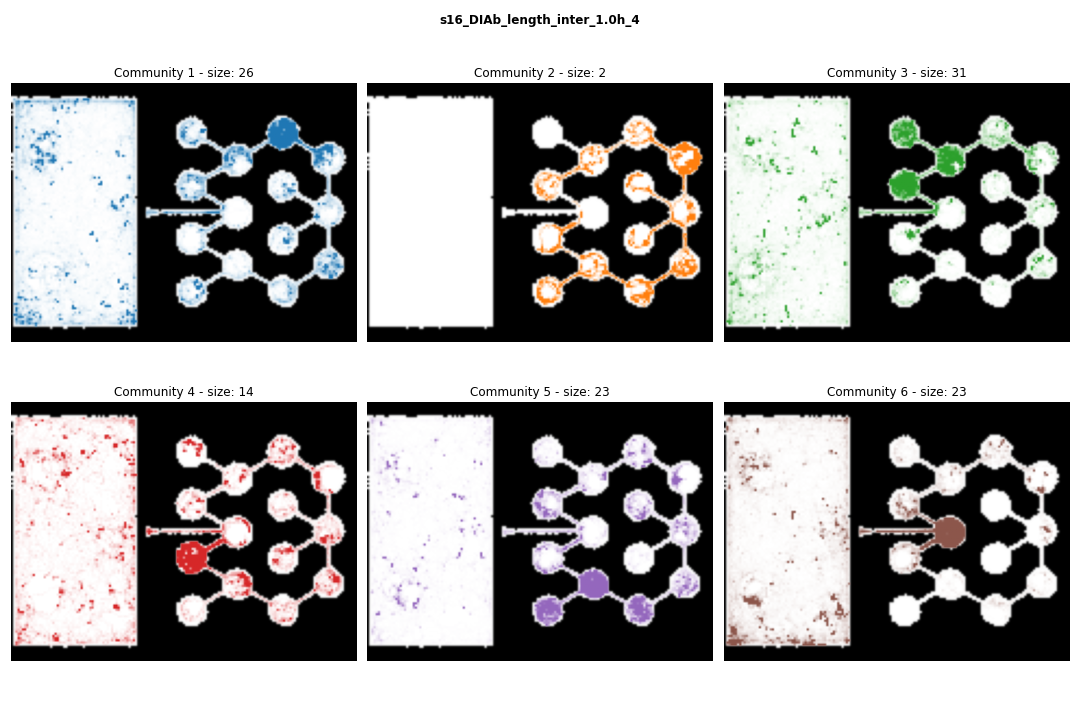 s16_DIAb_length_inter_1.0h_4
Community 1 - size: 26
Community 2 - size: 2
Community 3 - size: 31
Community 4 - size: 14
Community 5 - size: 23
Community 6 - size: 23